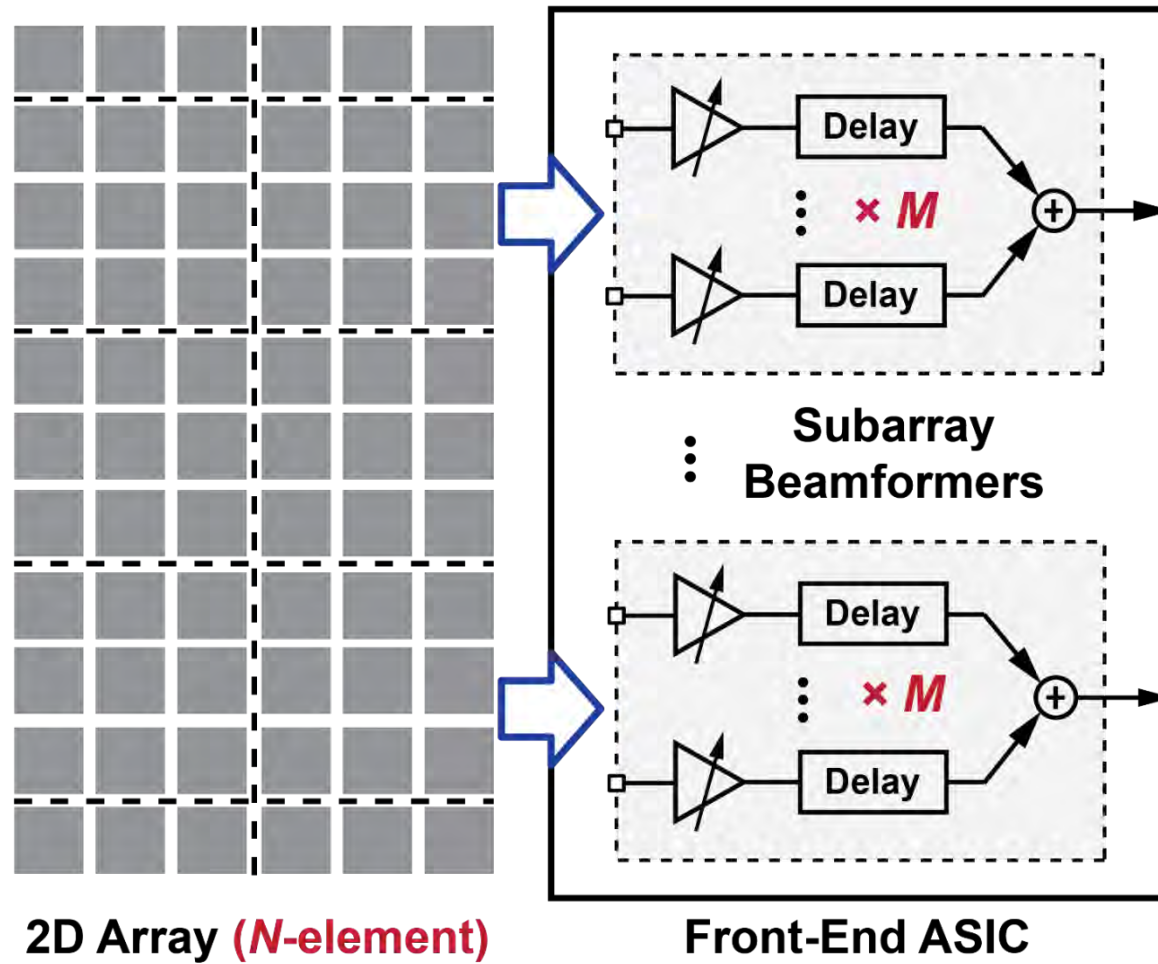 Delay
× M
Delay
+
Subarray
Beamformers
Delay
× M
Delay
+
2D Array (N-element)
Front-End ASIC